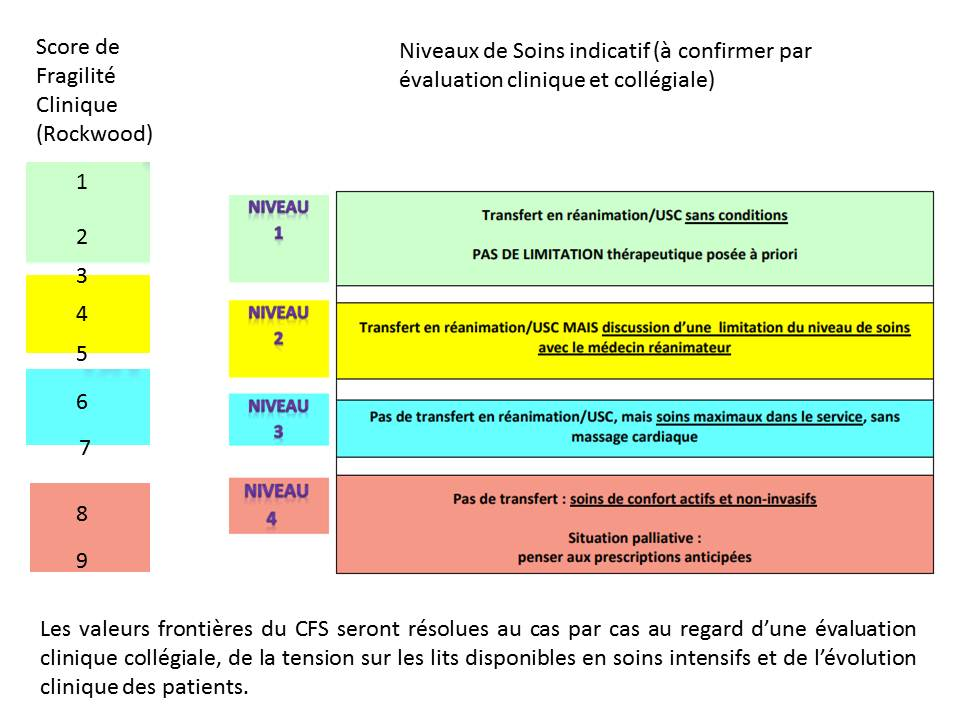 Score de
Fragilité
Clinique
(Rockwood)
Niveaux de Soins indicatif (à confirmer par
évaluation clinique et collégiale)
1
2
3
4
5
6
7
8
9
NIVEAU
1
Transfert en réanimation/USC sans conditions
PAS DE LIMITATION thérapeutique posée à priori
NIVEAU
2
Transfert en réanimation/USC MAIS discussion d’une limitation du niveau de soins
avec le médecin réanimateur
NIVEAU
3
Pas de transfert en réanimation/USC, mais soins maximaux dans le service, sans
massage cardiaque
NIVEAU
4
Pas de transfert : soins de confort actifs et non-invasifs
Situation palliative :
penser aux prescriptions anticipées
Les valeurs frontières du CFS seront résolues au cas par cas au regard d’une évaluation
clinique collégiale, de la tension sur les lits disponibles en soins intensifs et de l’évolution
clinique des patients.